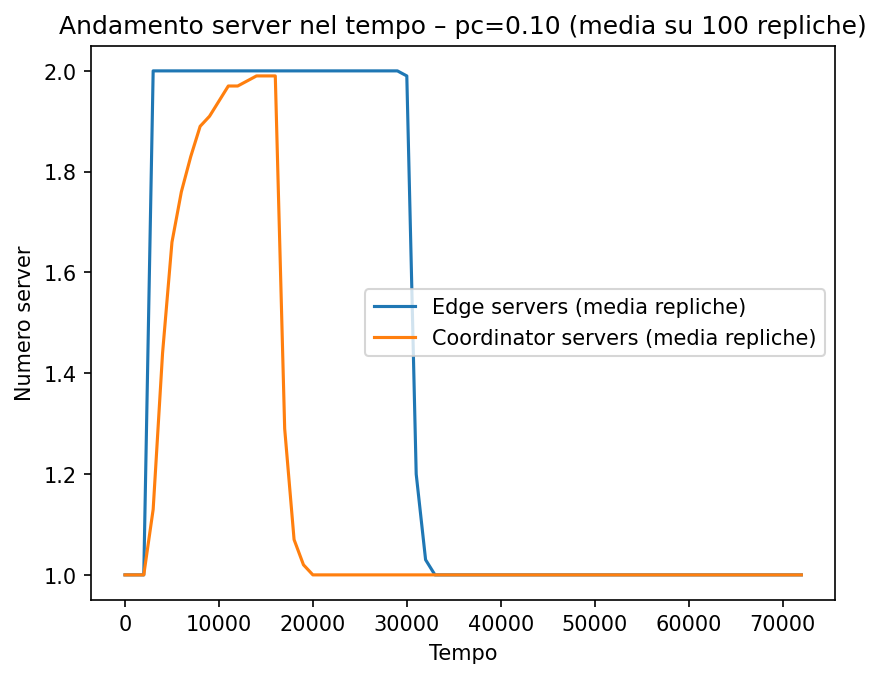 Andamento server nel tempo – pc=0.10 (media su 100 repliche)
2.0
1.8
1.6
1.4
1.2
1.0
Numero server
Edge servers (media repliche)
Coordinator servers (media repliche)
0 10000 20000 30000 40000 50000 60000 70000
Tempo